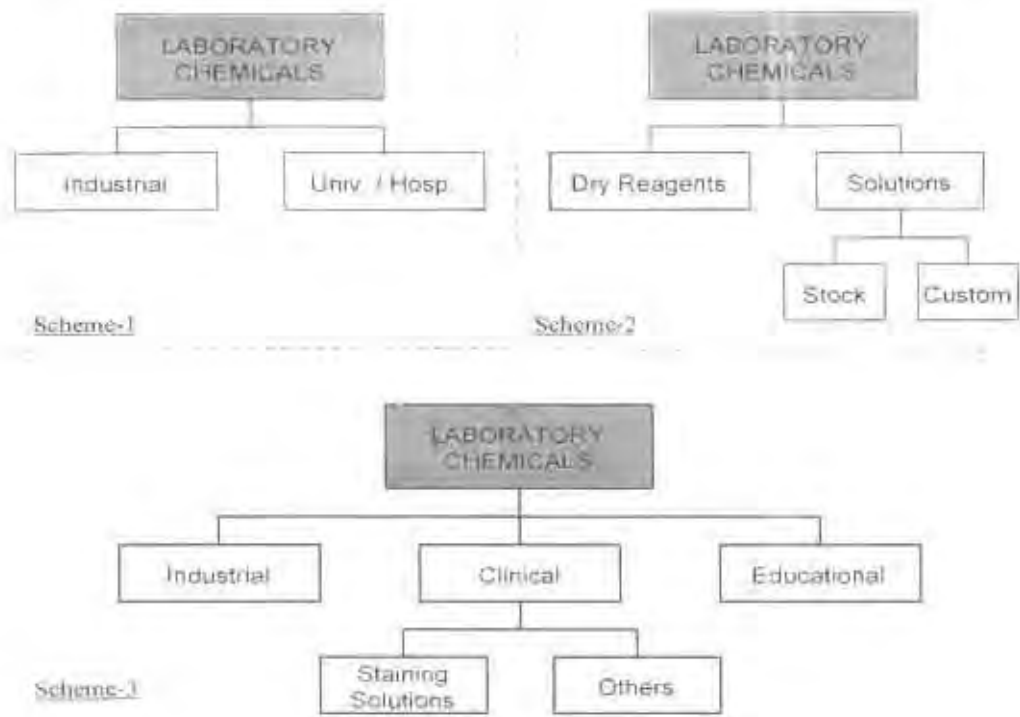 LABORATORY
CHEMICALS
Industrial
Univ. / Hosp.
Scheme-1
LABORATORY
CHEMICALS
Dry Reagents
Solutions
Stock
Custom
Scheme-2
LABORATORY
CHEMICALS
Industrial
Clinical
Educational
Staining
Solutions
Others
Scheme-3